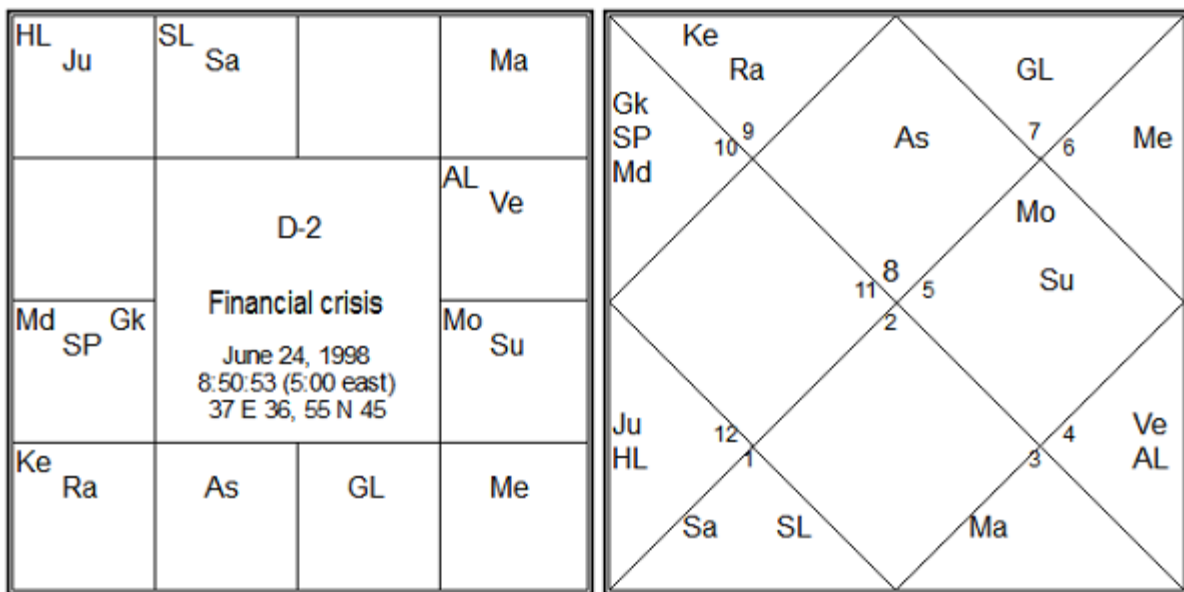 HL
Ju
SL
Sa
Ma
AL
Ve
D-2
Financial crisis
June 24, 1998
8:50:53 (5:00 east)
37 E 36, 55 N 45
Md Gk
SP
Mo
Su
Ke
Ra
As
GL
Me
Ke
Ra
GL
Gk
SP
Md
9
10
As
7
6
Me
Mo
Su
8
11 5
2
Ju
HL
12
1
4
3
Ve
AL
Sa SL
Ma